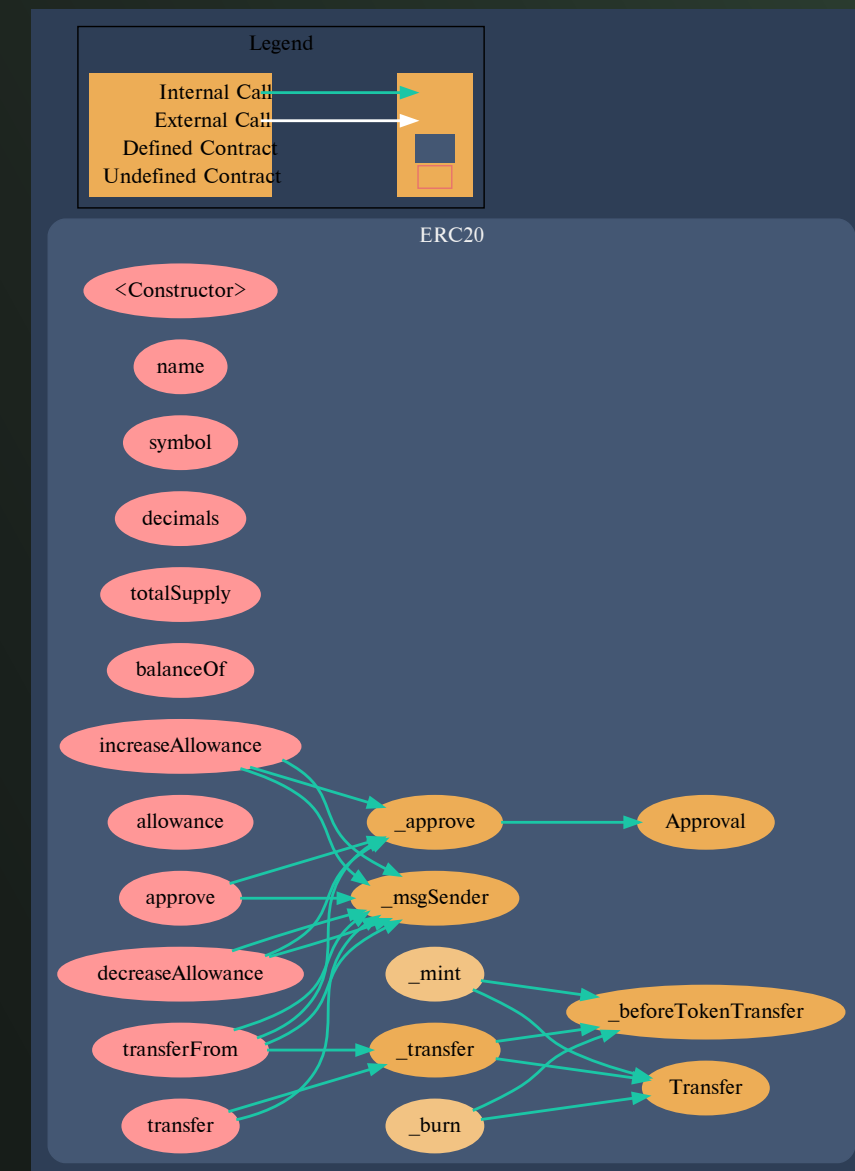 Legend
Internal Call
External Call
Defined Contract
Undefined Contract
ERC20
<Constructor>
name
symbol
decimals
totalSupply
balanceOf
increaseAllowance
allowance
_approve
Approval
approve
_msgSender
decreaseAllowance
_mint
_beforeTokenTransfer
transferFrom
_transfer
Transfer
transfer
_burn